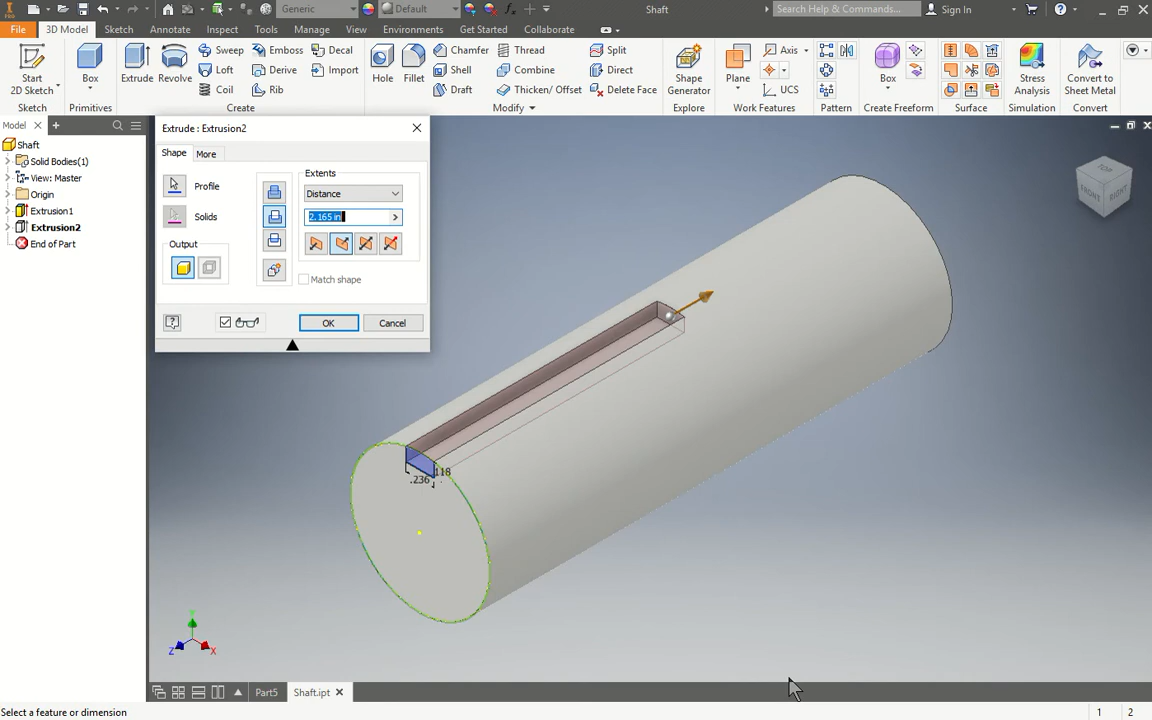 Generic Default Shaft Search Help & Commands... Sign In
File 3D Model Sketch Annotate Inspect Tools Manage View Environments Get Started Collaborate
Start
2D Sketch
Box
Extrude
Revolve
Sweep Emboss Decal
Loft Derive Import
Coil Rib
Hole
Fillet
Chamfer Thread Split
Shell Combine Direct
Draft Thicken/ Offset Delete Face
Shape
Generator
Plane
Axis
UCS
Box
Stress
Analysis
Convert to
Sheet Metal
Sketch Primitives Create Modify Explore Work Features Pattern Create Freeform Surface Simulation Convert
Model
Shaft
Solid Bodies(1)
View: Master
Origin
Extrusion1
Extrusion2
End of Part
Extrude : Extrusion2
Shape More
Profile
Solids
Output
Extents
Distance
2.165 in
Match shape
OK Cancel
FRONT RIGHT
.118
.236
Y
Z X
Part5 Shaft.ipt
Select a feature or dimension 1 2